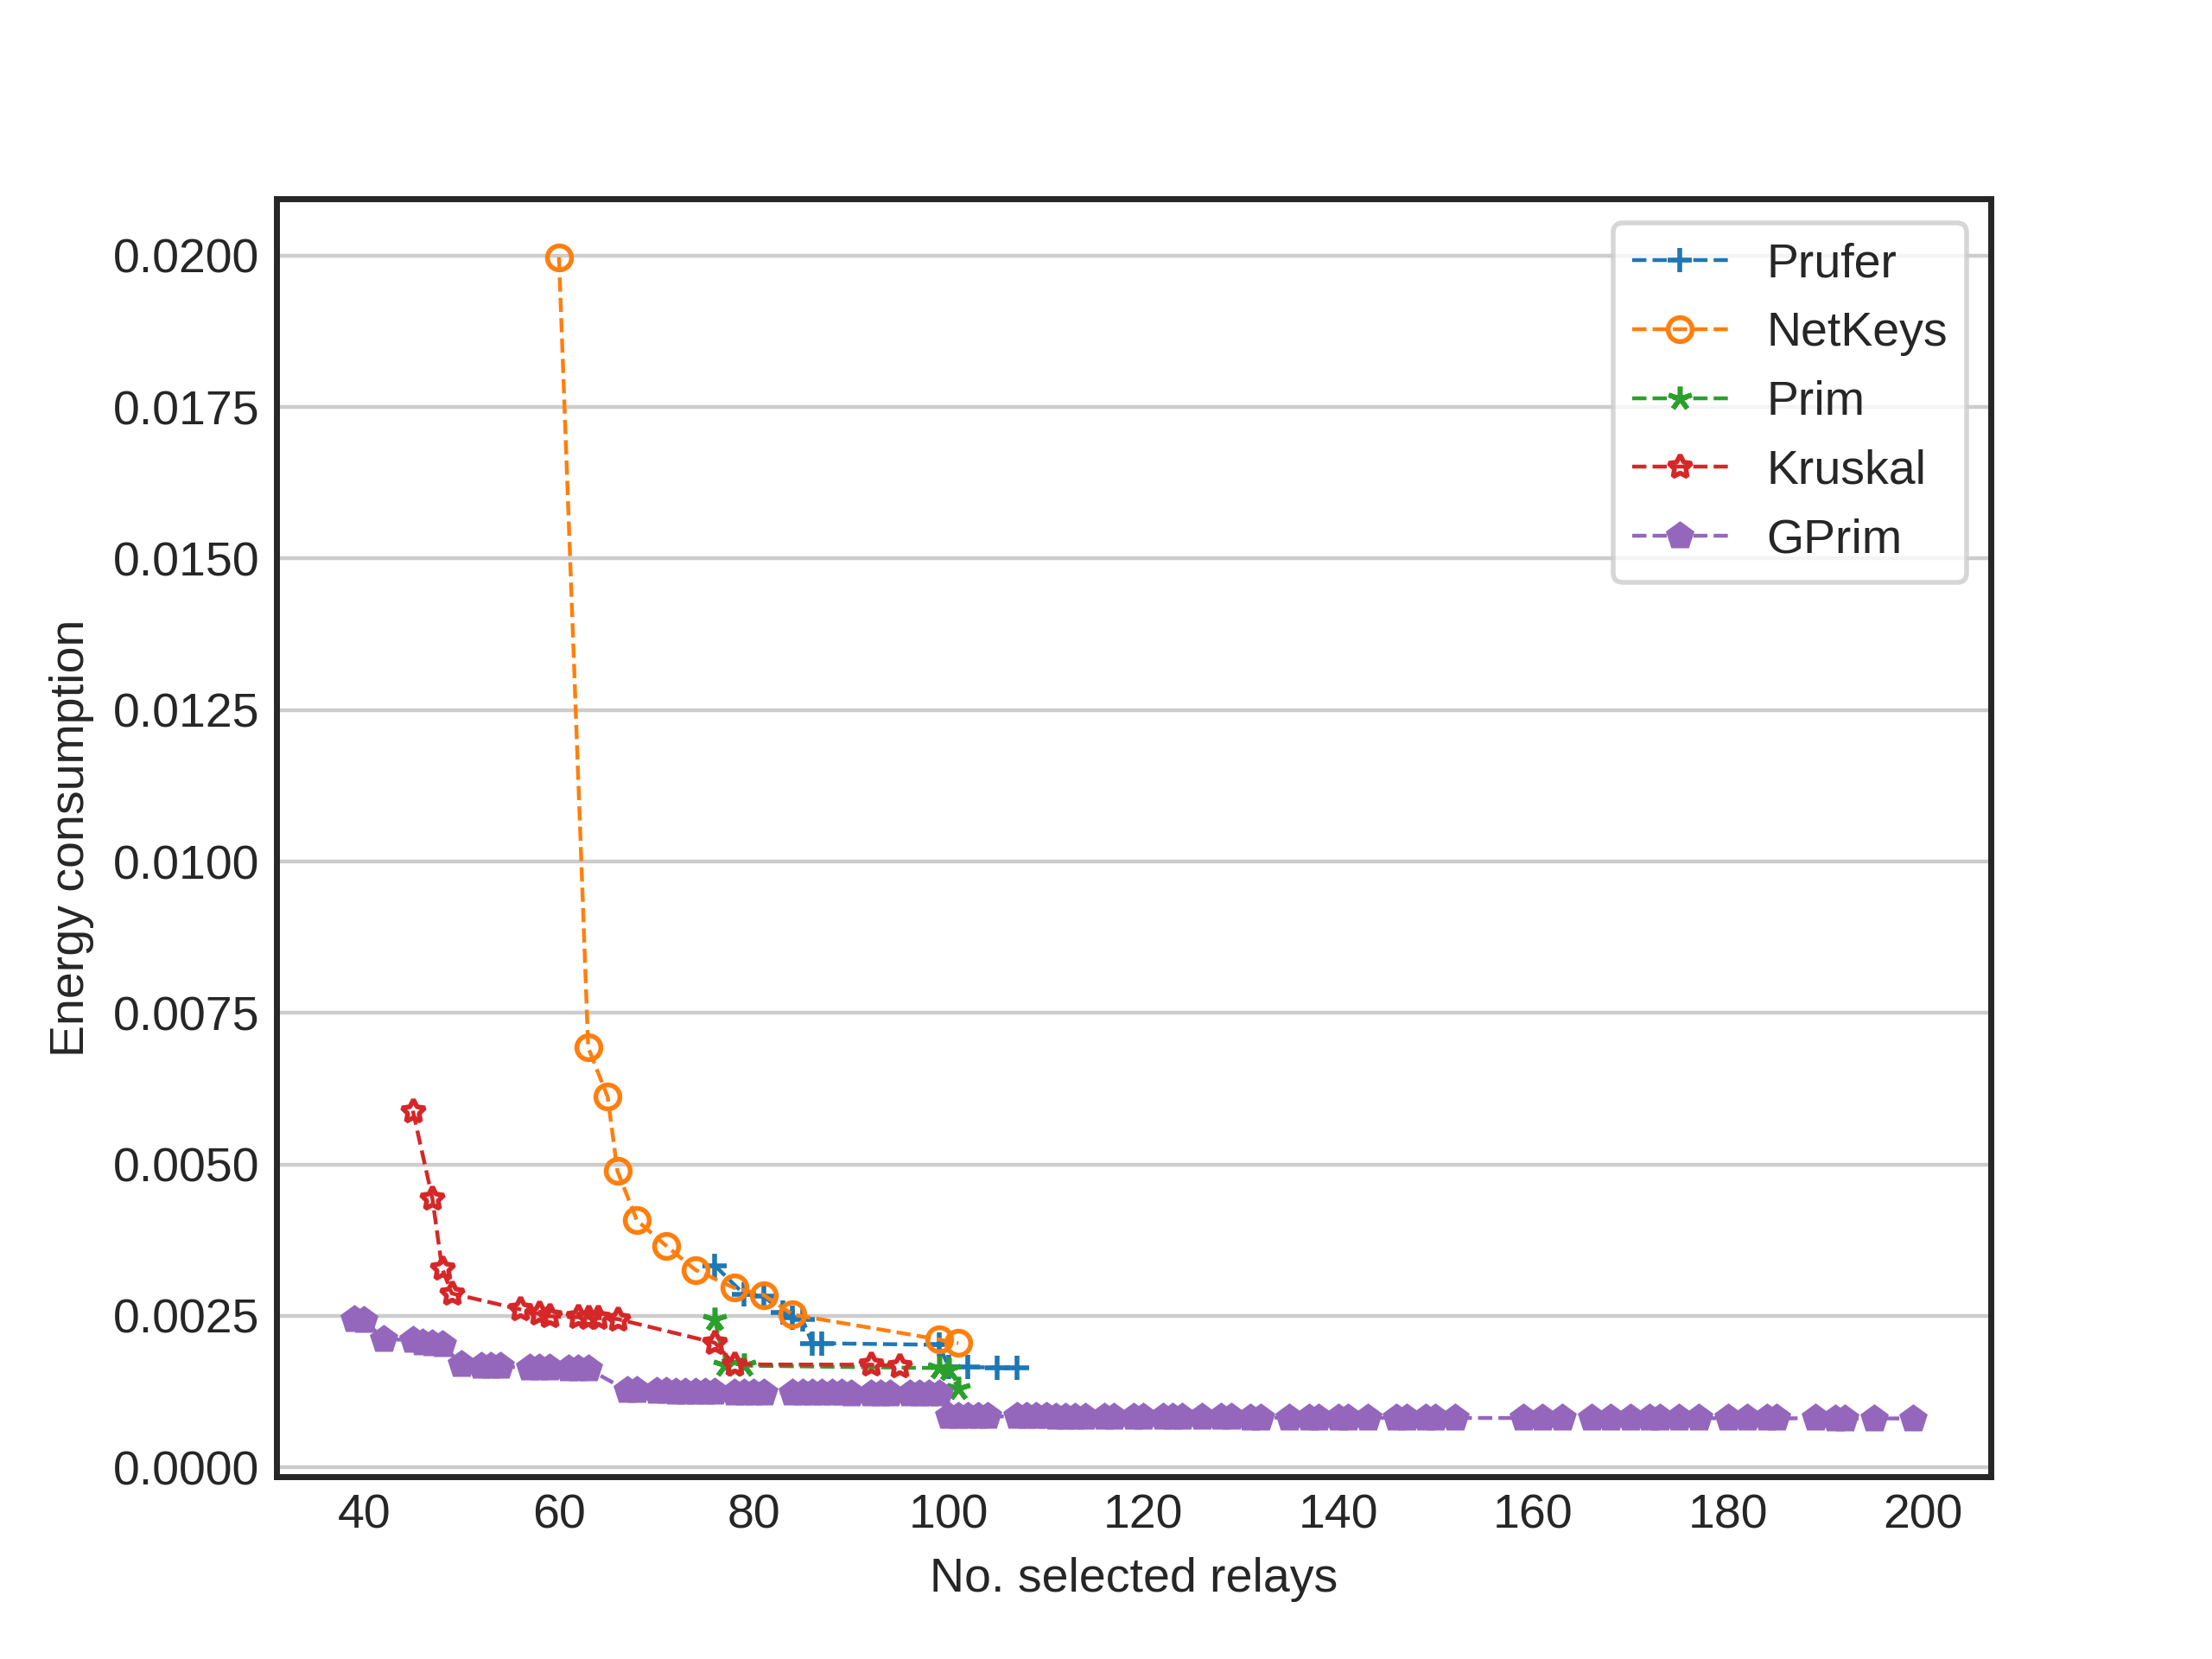 0.0200
0.0175
0.0150
0.0125
0.0100
0.0075
0.0050
0.0025
0.0000
Energy consumption
40 60 80 100 120 140 160 180 200
No. selected relays
Prufer
NetKeys
Prim
Kruskal
GPrim